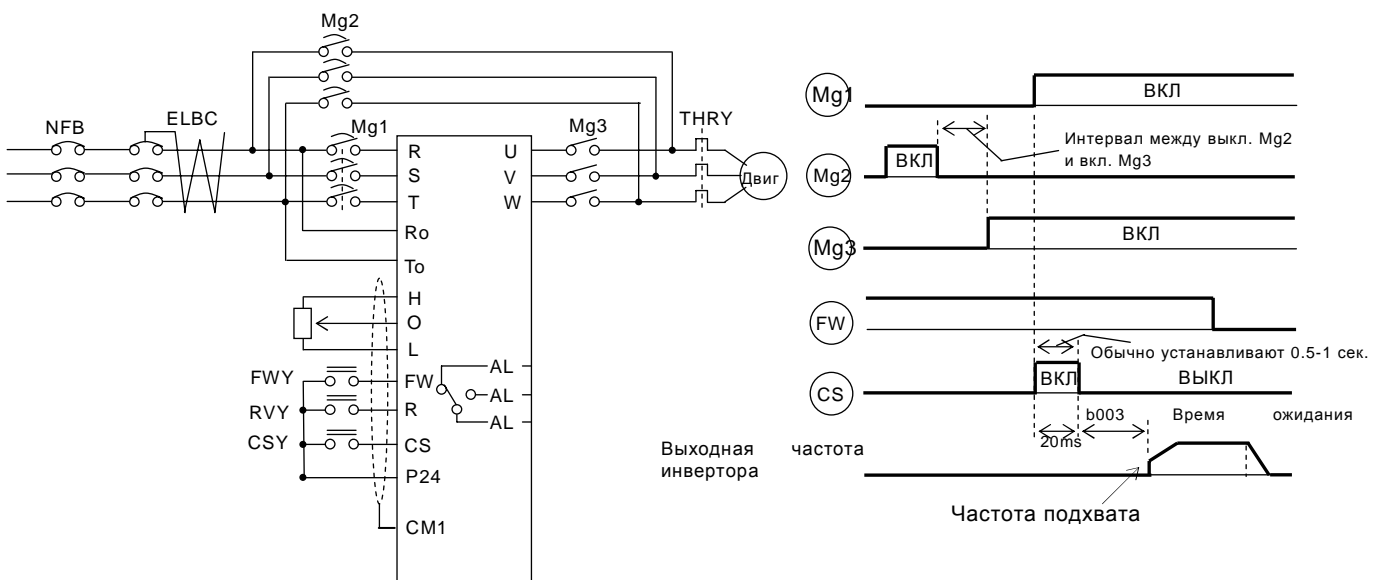 Mg2
NFB
ELBC
Mg1
Mg3
THRY
R
S
T
Ro
To
H
O
L
FW
R
CS
P24
CM1
U
V
W
Двиг
AL
AL
AL
FWY
RVY
CSY
Mg1
ВКЛ
Интервал между выкл. Mg2
и вкл. Mg3
Mg2
ВКЛ
Mg3
ВКЛ
FW
Обычно устанавливают 0.5-1 сек.
CS
ВКЛ
ВЫКЛ
b003 Время ожидания
20ms
Выходная частота
инвертора
Частота подхвата